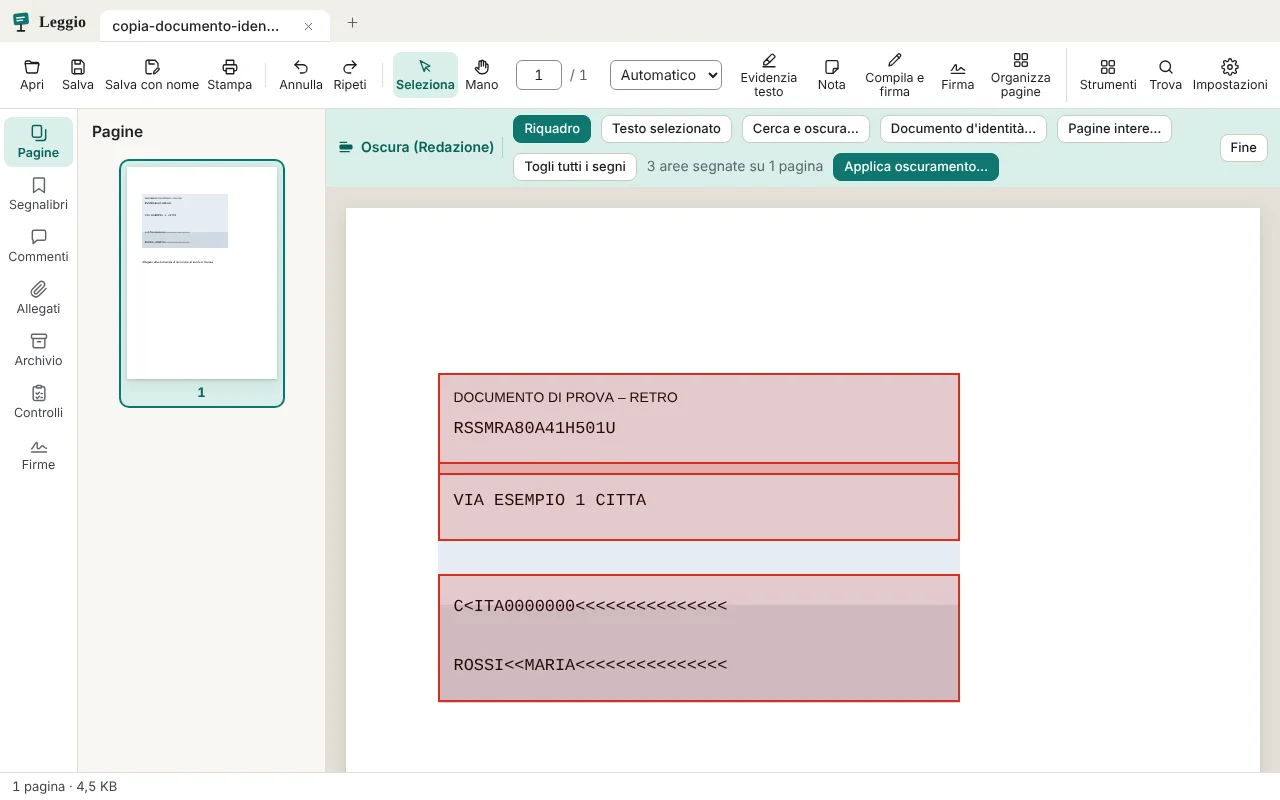 Leggio
copia-documento-iden...
Apri
Salva
Salva con nome
Stampa
Annulla
Ripeti
Seleziona
Mano
1 / 1
Automatico
Evidenzia testo
Nota
Compila e firma
Firma
Organizza pagine
Strumenti
Trova
Impostazioni
Pagine
Segnalibri
Commenti
Allegati
Archivio
Controlli
Firme
Pagine
1
Oscura (Redazione)
Riquadro
Testo selezionato
Cerca e oscura...
Documento d'identità...
Pagine intere...
Togli tutti i segni
3 aree segnate su 1 pagina
Applica oscuramento...
Fine
DOCUMENTO DI PROVA – RETRO
RSSMRA80A41H501U
VIA ESEMPIO 1 CITTA
C<ITA0000000<<<<<<<<<<<<<<<
ROSSI<<MARIA<<<<<<<<<<<<<<<
1 pagina · 4,5 KB